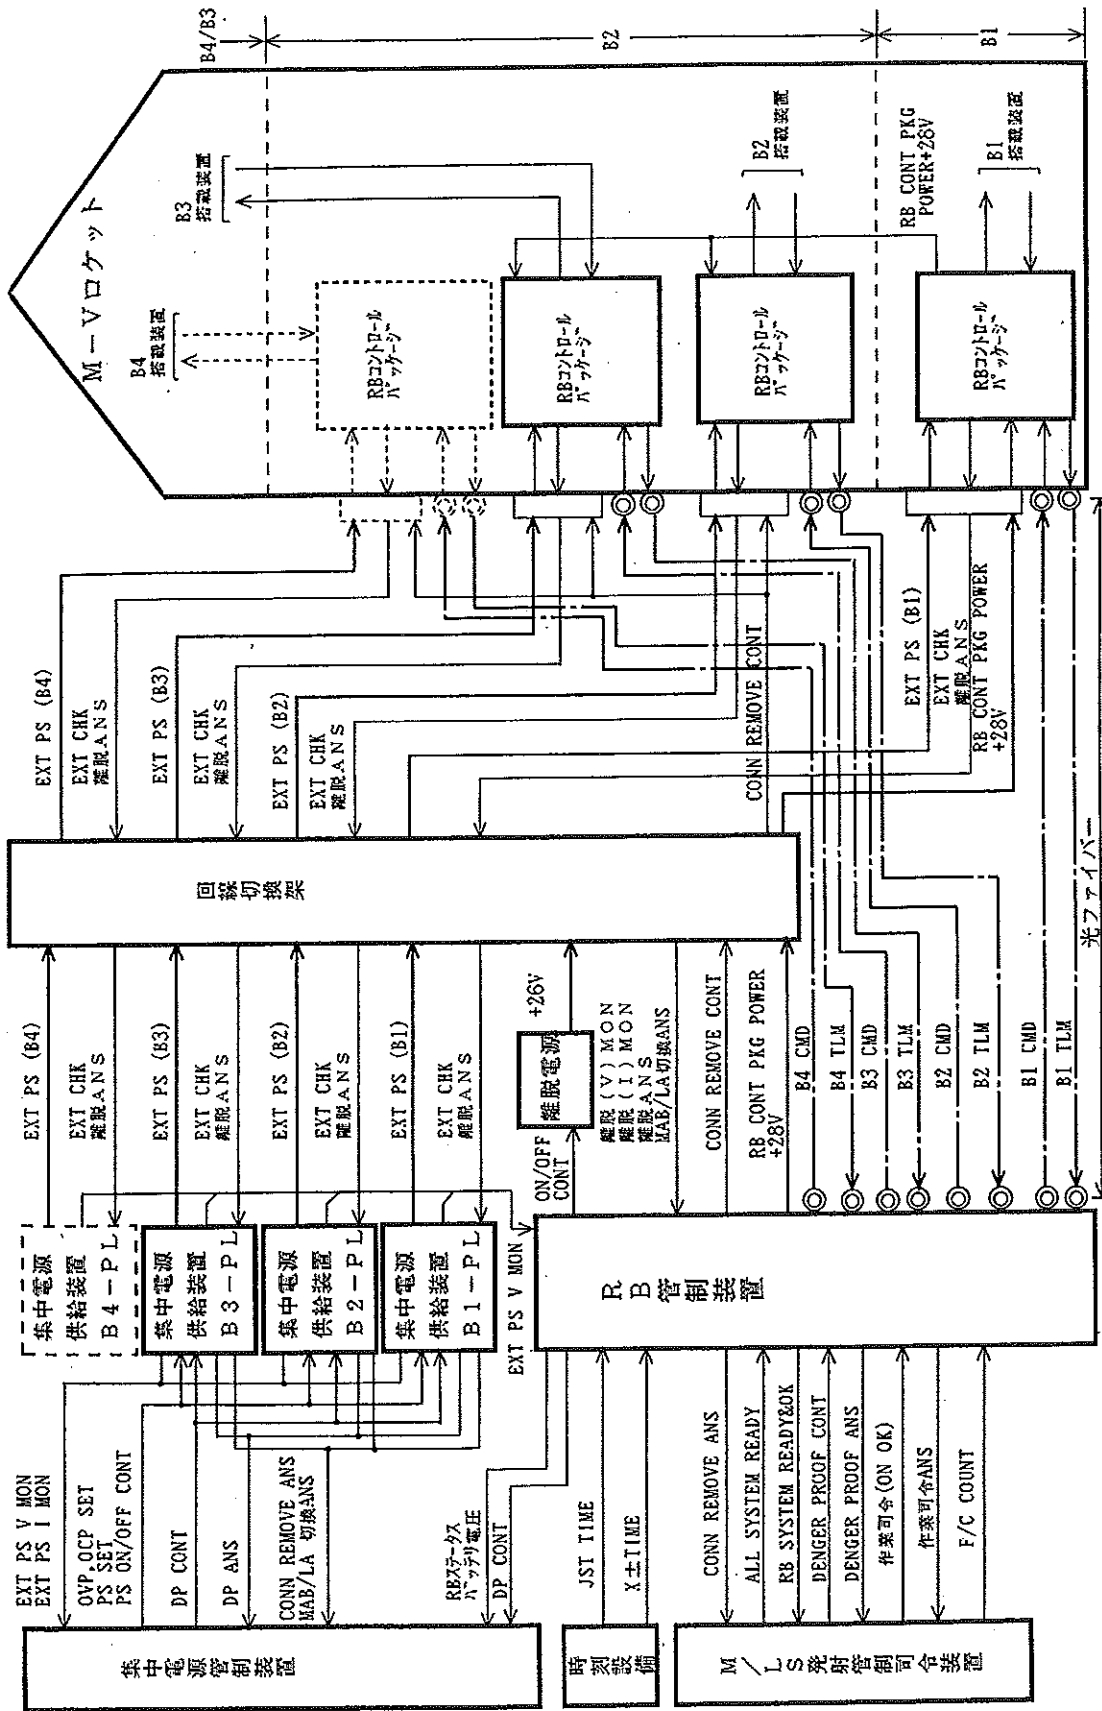 集中電源管制装置
時刻設備
M/LS発射管制司令装置
EXT PS V MON
EXT PS I MON
OVP,OCP SET
PS SET
PS ON/OFF CONT
DP CONT
DP ANS
CONN REMOVE ANS
MAB/LA 切換ANS
RBステータス
バッテリ電圧
DP CONT
JST TIME
X±TIME
CONN REMOVE ANS
ALL SYSTEM READY
RB SYSTEM READY&OK
DENGER PROOF CONT
DENGER PROOF ANS
作業司令(ON OK)
作業司令ANS
F/C COUNT
集中電源
供給装置
B4-PL
集中電源
供給装置
B3-PL
集中電源
供給装置
B2-PL
集中電源
供給装置
B1-PL
EXT PS V MON
RB管制装置
EXT PS (B4)
EXT CHK
離脱ANS
EXT PS (B3)
EXT CHK
離脱ANS
EXT PS (B2)
EXT CHK
離脱ANS
EXT PS (B1)
EXT CHK
離脱ANS
ON/OFF
CONT
離脱電源
+26V
離脱(V)MON
離脱(I)MON
離脱ANS
MAB/LA切換ANS
CONN REMOVE CONT
RB CONT PKG POWER
+28V
B4 CMD
B4 TLM
B3 CMD
B3 TLM
B2 CMD
B2 TLM
B1 CMD
B1 TLM
光ファイバー
回線切換架
EXT PS (B4)
EXT CHK
離脱ANS
EXT PS (B3)
EXT CHK
離脱ANS
EXT PS (B2)
EXT CHK
離脱ANS
CONN REMOVE CONT
EXT PS (B1)
EXT CHK
離脱ANS
RB CONT PKG POWER
+28V
M-Vロケット
B4
搭載装置
B3
搭載装置
RBコントロール
パッケージ
RBコントロール
パッケージ
RBコントロール
パッケージ
RBコントロール
パッケージ
B2
搭載装置
RB CONT PKG
POWER+28V
B1
搭載装置
B4/B3
B2
B1